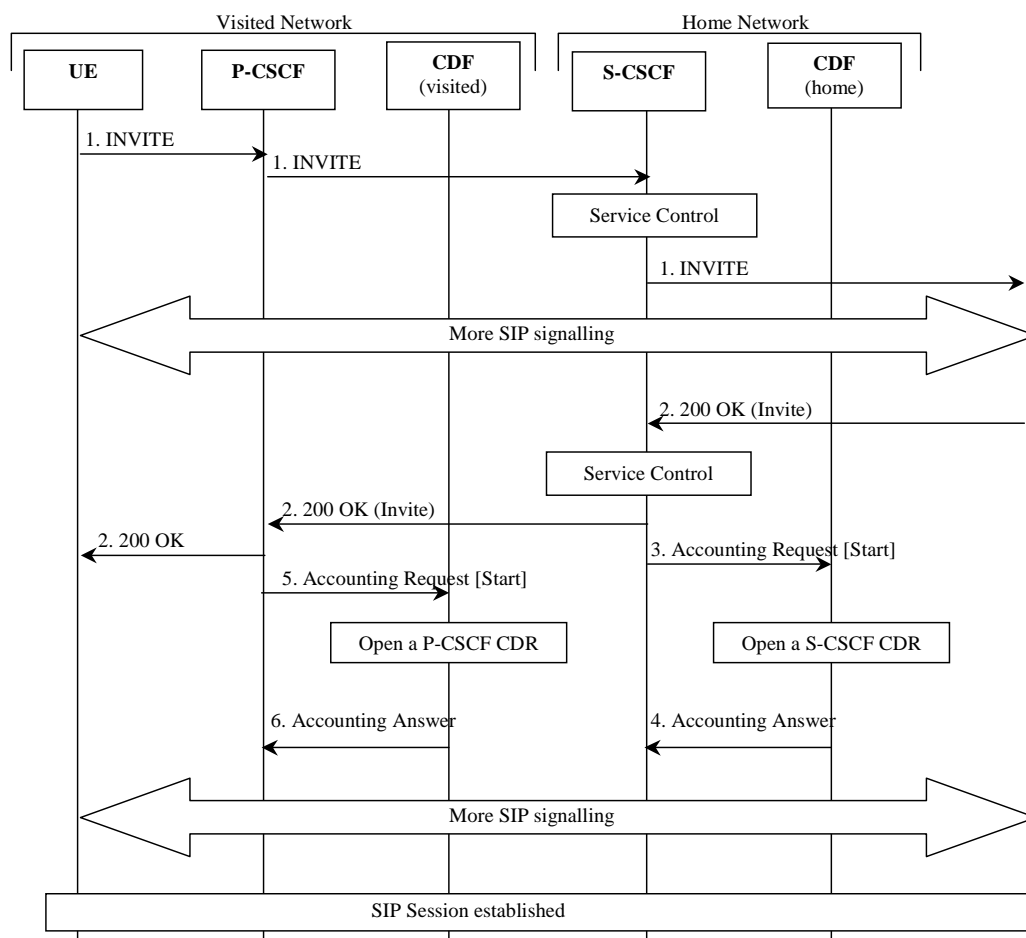 Visited Network
Home Network
UE
P-CSCF
CDF
(visited)
S-CSCF
CDF
(home)
1. INVITE
1. INVITE
Service Control
1. INVITE
More SIP signalling
2. 200 OK (Invite)
Service Control
2. 200 OK (Invite)
2. 200 OK
3. Accounting Request [Start]
5. Accounting Request [Start]
Open a P-CSCF CDR
Open a S-CSCF CDR
6. Accounting Answer
4. Accounting Answer
More SIP signalling
SIP Session established